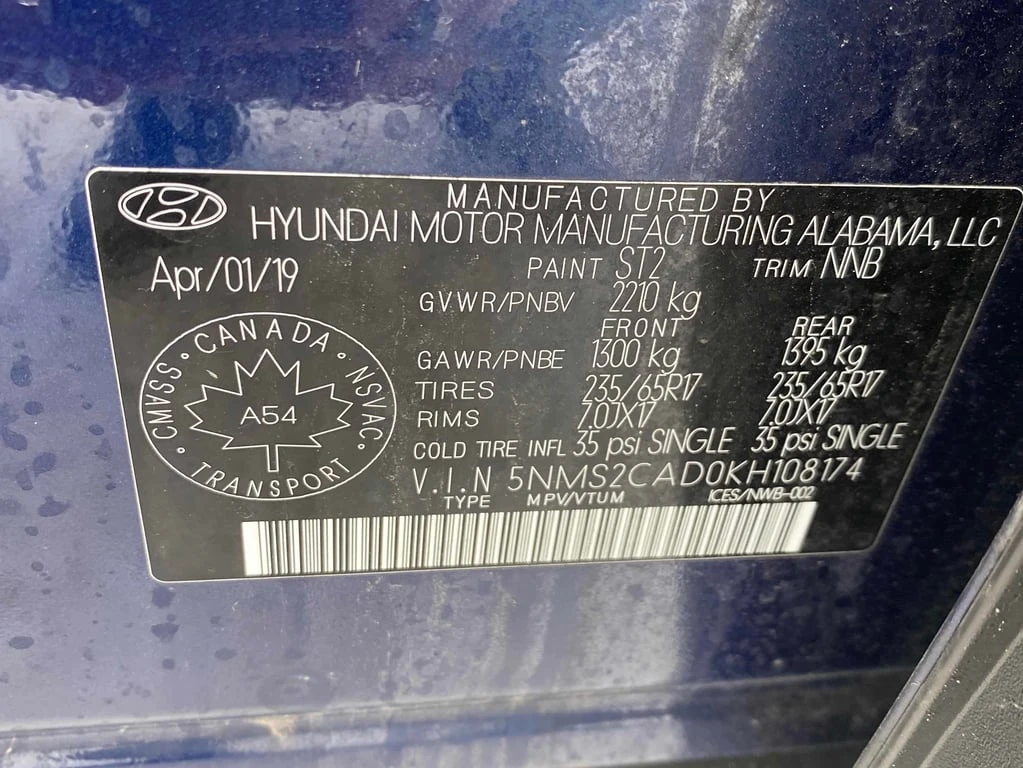 MANUFACTURED BY
HYUNDAI MOTOR MANUFACTURING ALABAMA, LLC
Apr/01/19
PAINT ST2 TRIM NNB
GVWR/PNBV 2210 kg
FRONT REAR
GAWR/PNBE 1300 kg 1395 kg
TIRES 235/65R17 235/65R17
RIMS 7.0JX17 7.0JX17
COLD TIRE INFL 35 psi SINGLE 35 psi SINGLE
V.I.N 5NMS2CAD0KH108174
TYPE MPV/VTUM ICES/NWB-002
CANADA
CMVSS • NSVAC
A54
TRANSPORT